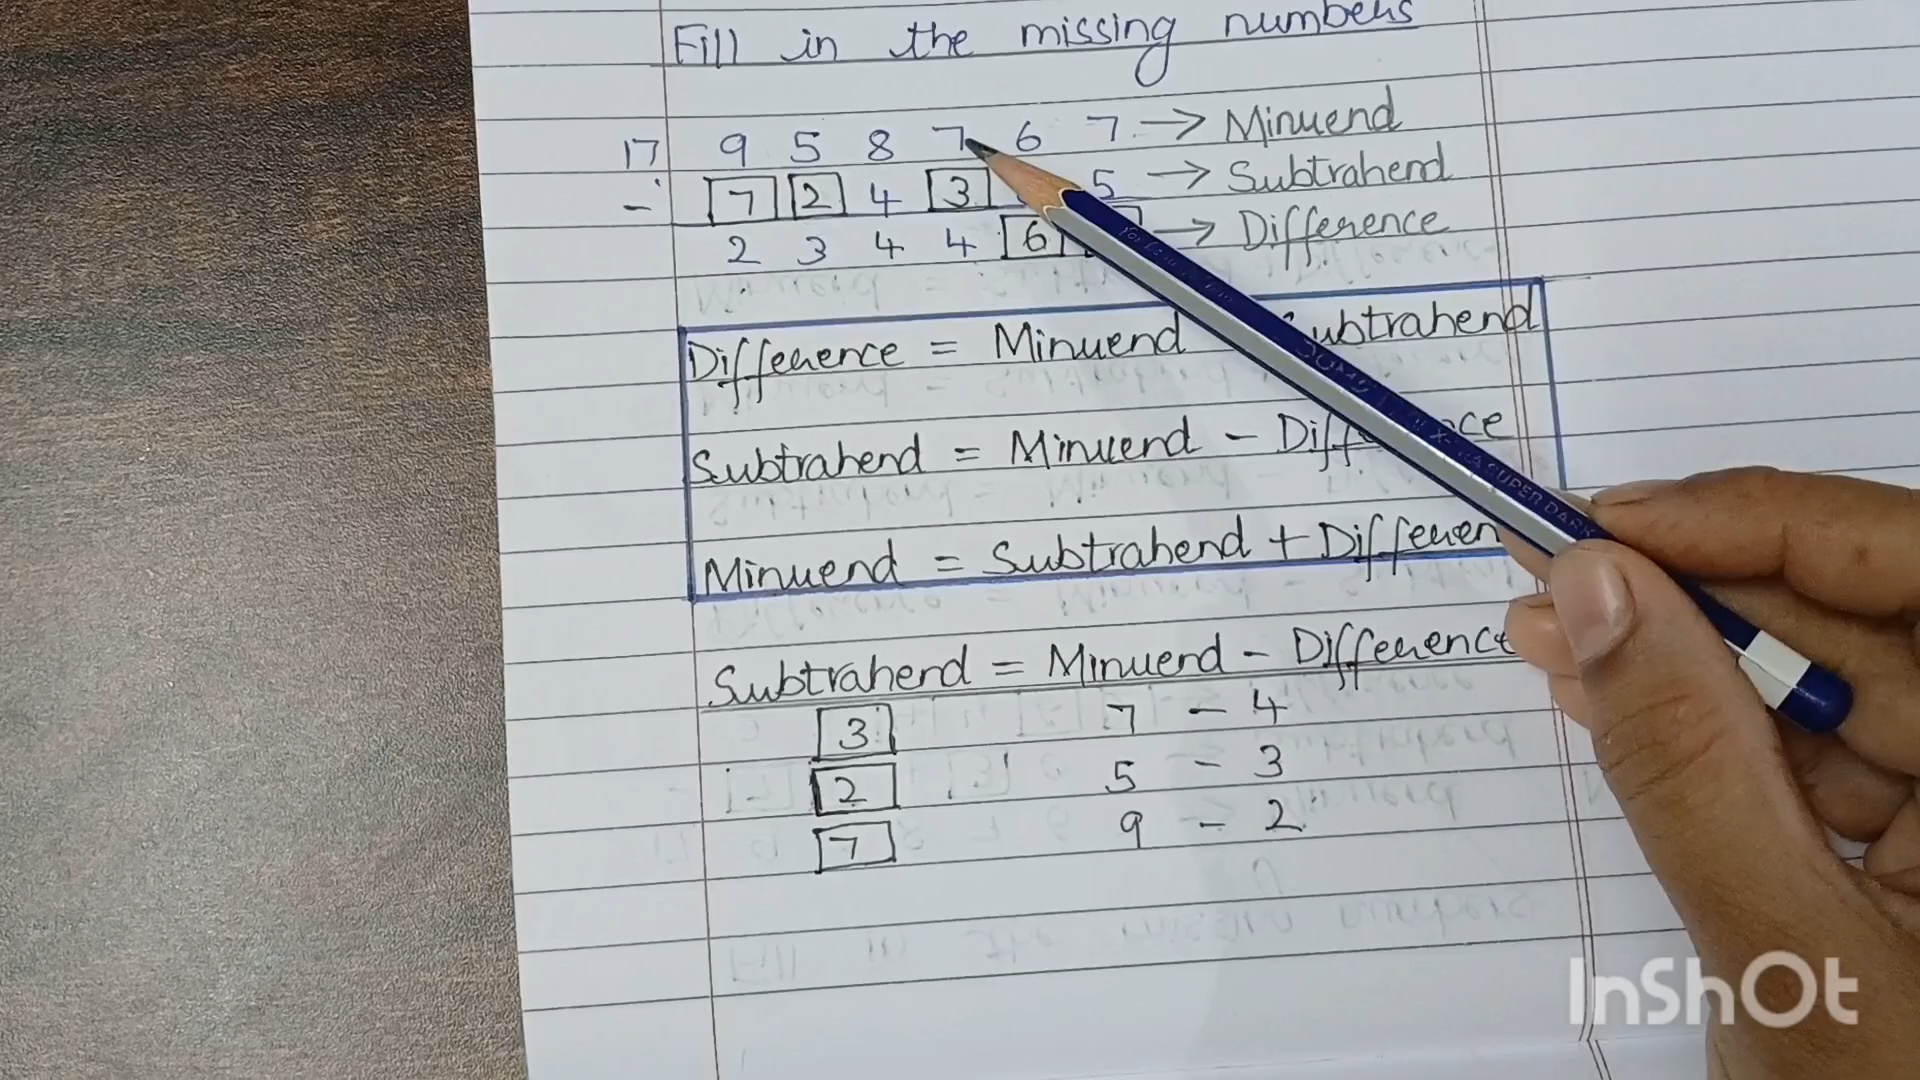 Fill in the missing numbers
17 9 5 8 7 6 7 → Minuend
- 7 2 4 3 5 → Subtrahend
2 3 4 4 6 → Difference
Difference = Minuend Subtrahend
Subtrahend = Minuend - Difference
Minuend = Subtrahend + Differen
Subtrahend = Minuend - Difference
3 7 - 4
2 5 - 3
7 9 - 2
InShOt